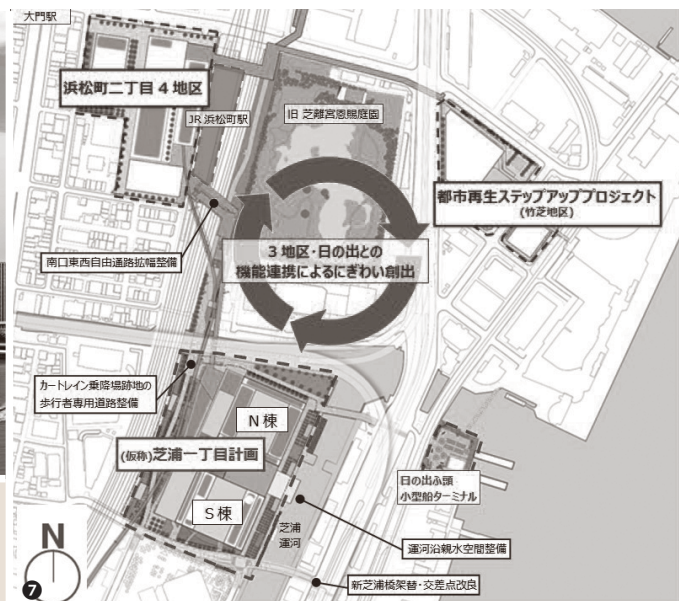 大門駅
浜松町二丁目4地区
JR 浜松町駅
旧 芝離宮恩賜庭園
都市再生ステップアッププロジェクト
(竹芝地区)
3 地区・日の出との
機能連携によるにぎわい創出
南口東西自由通路拡幅整備
カートレイン乗降場跡地の
歩行者専用道路整備
N 棟
(仮称)芝浦一丁目計画
S 棟
日の出ふ頭
小型船ターミナル
芝浦
運河
運河沿親水空間整備
新芝浦橋架替・交差点改良
N
7